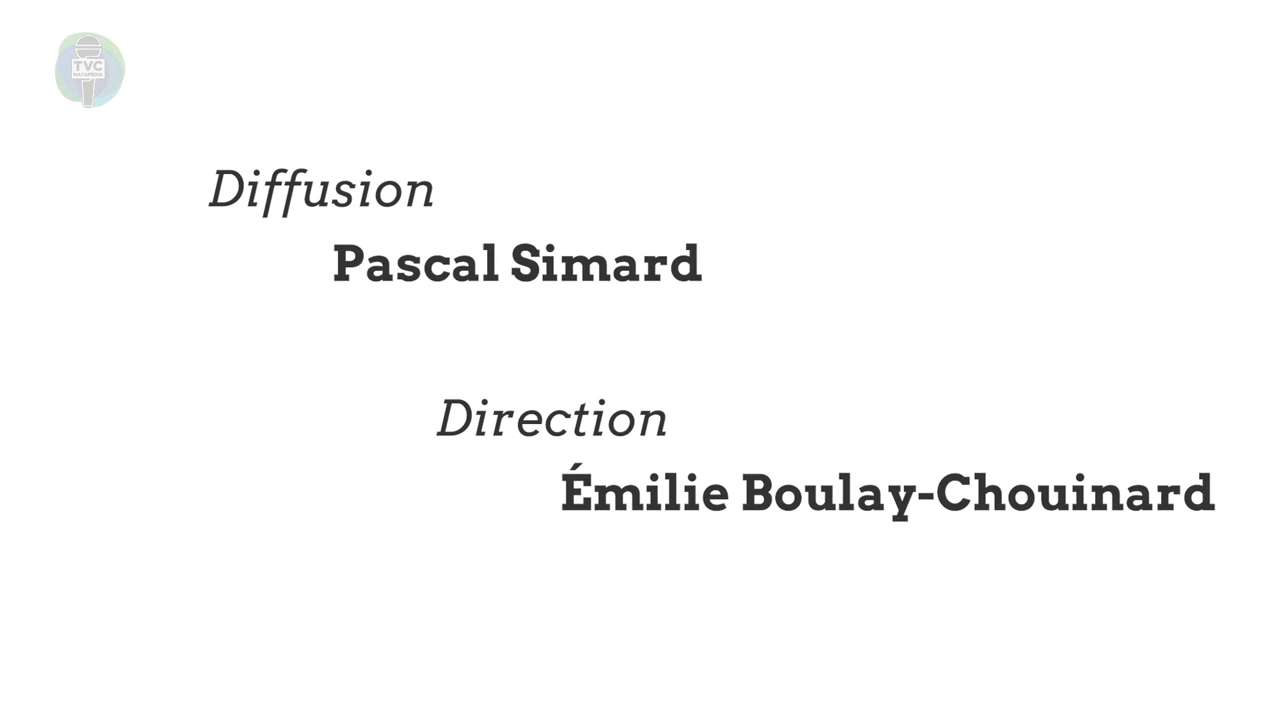 TVC
MATAPÉDIA
Diffusion
Pascal Simard
Direction
Émilie Boulay-Chouinard